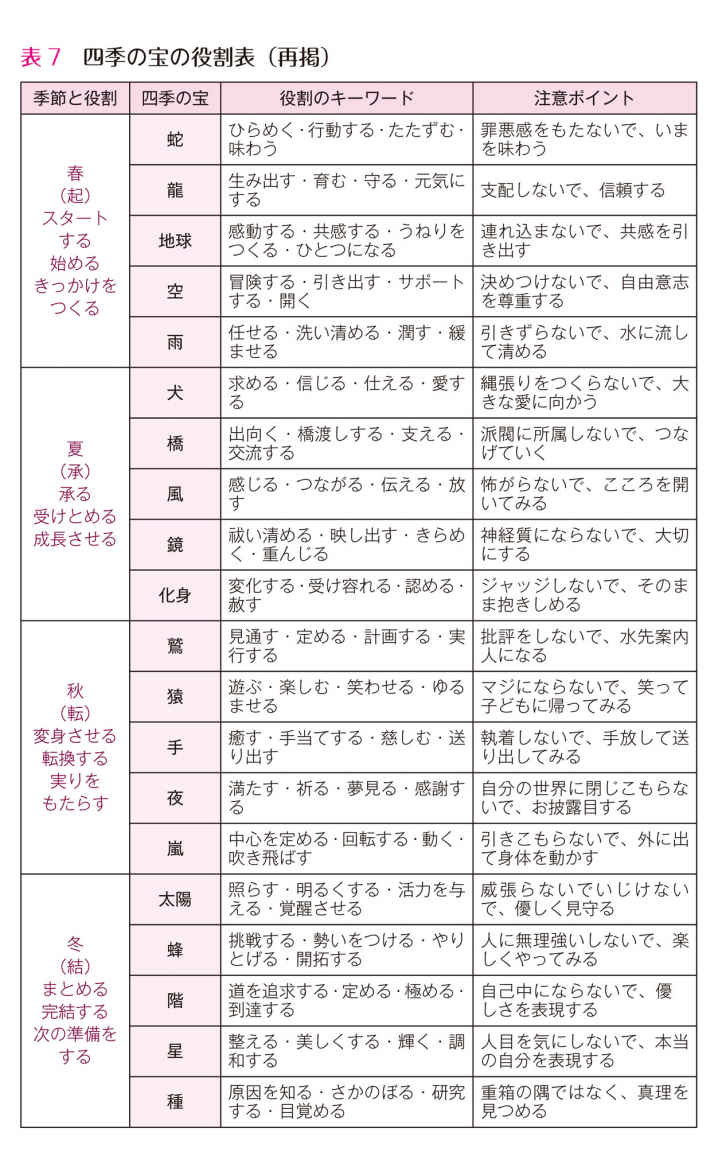 表７　四季の宝の役割表（再掲）
季節と役割　四季の宝　役割のキーワード　注意ポイント
春
（起）
スタート
する
始める
きっかけを
つくる
蛇
ひらめく・行動する・たたずむ・
味わう
罪悪感をもたないで、いま
を味わう
龍
生み出す・育む・守る・元気に
する
支配しないで、信頼する
地球
感動する・共感する・うねりを
つくる・ひとつになる
連れ込まないで、共感を引
き出す
空
冒険する・引き出す・サポート
する・開く
決めつけないで、自由意志
を尊重する
雨
任せる・洗い清める・潤す・緩
ませる
引きずらないで、水に流し
て清める
夏
（承）
承る
受けとめる
成長させる
犬
求める・信じる・仕える・愛す
る
縄張りをつくらないで、大
きな愛に向かう
橋
出向く・橋渡しする・支える・
交流する
派閥に所属しないで、つな
げていく
風
感じる・つながる・伝える・放
す
怖がらないで、こころを開
いてみる
鏡
祓い清める・映し出す・きらめ
く・重んじる
神経質にならないで、大切
にする
化身
変化する・受け容れる・認める・
赦す
ジャッジしないで、そのま
ま抱きしめる
秋
（転）
変身させる
転換する
実りを
もたらす
鷲
見通す・定める・計画する・実
行する
批評をしないで、水先案内
人になる
猿
遊ぶ・楽しむ・笑わせる・ゆる
ませる
マジにならないで、笑って
子どもに帰ってみる
手
癒す・手当てする・慈しむ・送
り出す
執着しないで、手放して送
り出してみる
夜
満たす・祈る・夢見る・感謝す
る
自分の世界に閉じこもらな
いで、お披露目する
嵐
中心を定める・回転する・動く・
吹き飛ばす
引きこもらないで、外に出
て身体を動かす
冬
（結）
まとめる
完結する
次の準備を
する
太陽
照らす・明るくする・活力を与
える・覚醒させる
威張らないでいじけない
で、優しく見守る
蜂
挑戦する・勢いをつける・やり
とげる・開拓する
人に無理強いしないで、楽
しくやってみる
階
道を追求する・定める・極める・
到達する
自己中にならないで、優
しさを表現する
星
整える・美しくする・輝く・調
和する
人目を気にしないで、本当
の自分を表現する
種
原因を知る・さかのぼる・研究
する・目覚める
重箱の隅ではなく、真理を
見つめる